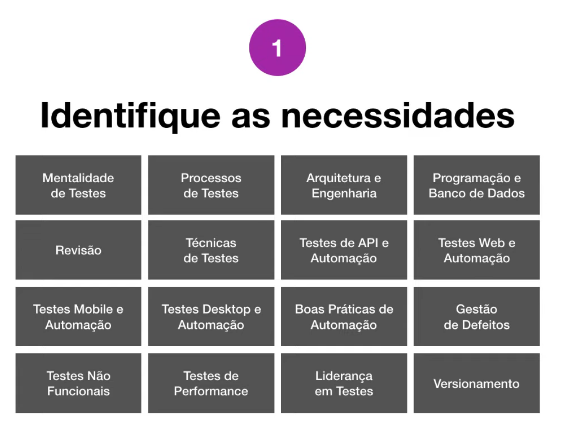 1
Identifique as necessidades
Mentalidade
de Testes
Processos
de Testes
Arquitetura e
Engenharia
Programação e
Banco de Dados
Revisão
Técnicas
de Testes
Testes de API e
Automação
Testes Web e
Automação
Testes Mobile e
Automação
Testes Desktop e
Automação
Boas Práticas de
Automação
Gestão
de Defeitos
Testes Não
Funcionais
Testes de
Performance
Liderança
em Testes
Versionamento